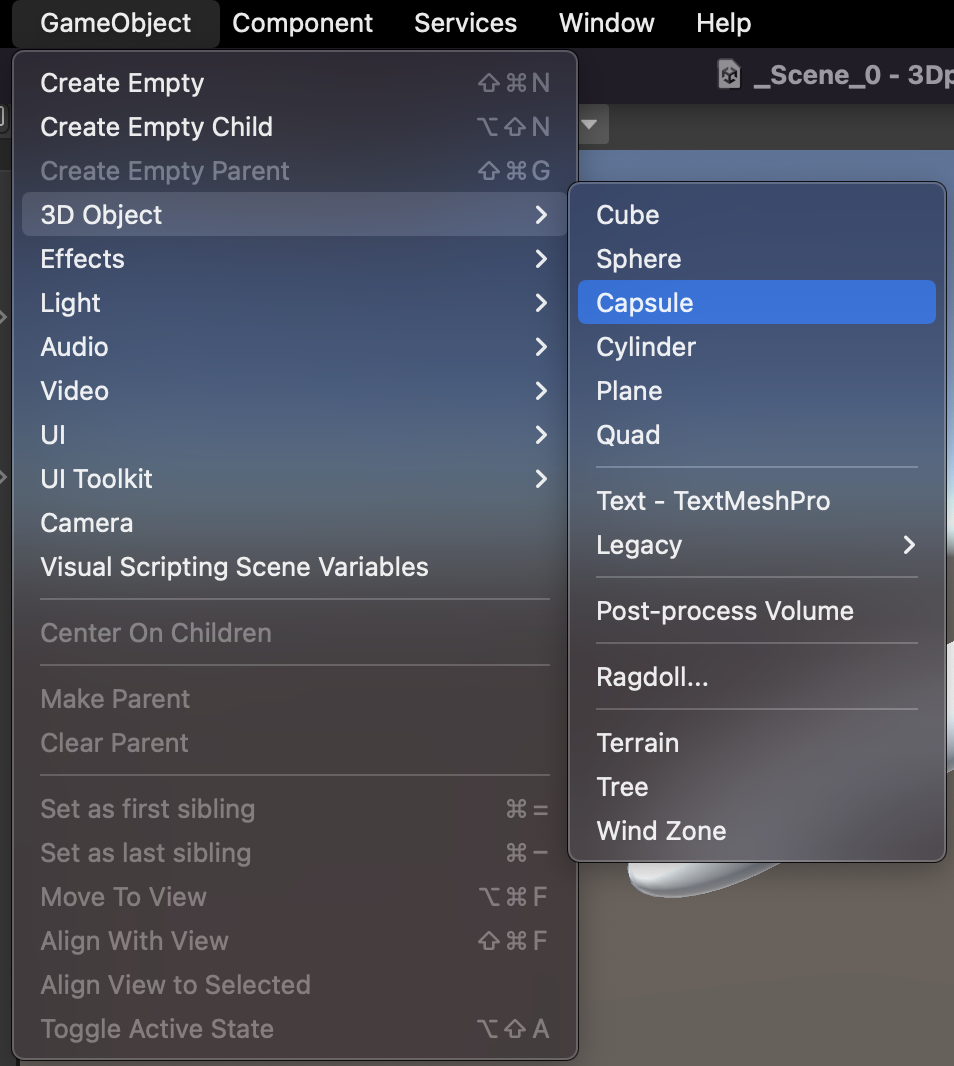 GameObject Component Services Window Help
_Scene_0 - 3Dp
Create Empty ⇧⌘N
Create Empty Child ⌥⇧N
Create Empty Parent ⇧⌘G
3D Object
Effects
Light
Audio
Video
UI
UI Toolkit
Camera
Visual Scripting Scene Variables
Center On Children
Make Parent
Clear Parent
Set as first sibling ⌘=
Set as last sibling ⌘−
Move To View ⌥⌘F
Align With View ⇧⌘F
Align View to Selected
Toggle Active State ⌥⇧A
Cube
Sphere
Capsule
Cylinder
Plane
Quad
Text - TextMeshPro
Legacy
Post-process Volume
Ragdoll...
Terrain
Tree
Wind Zone